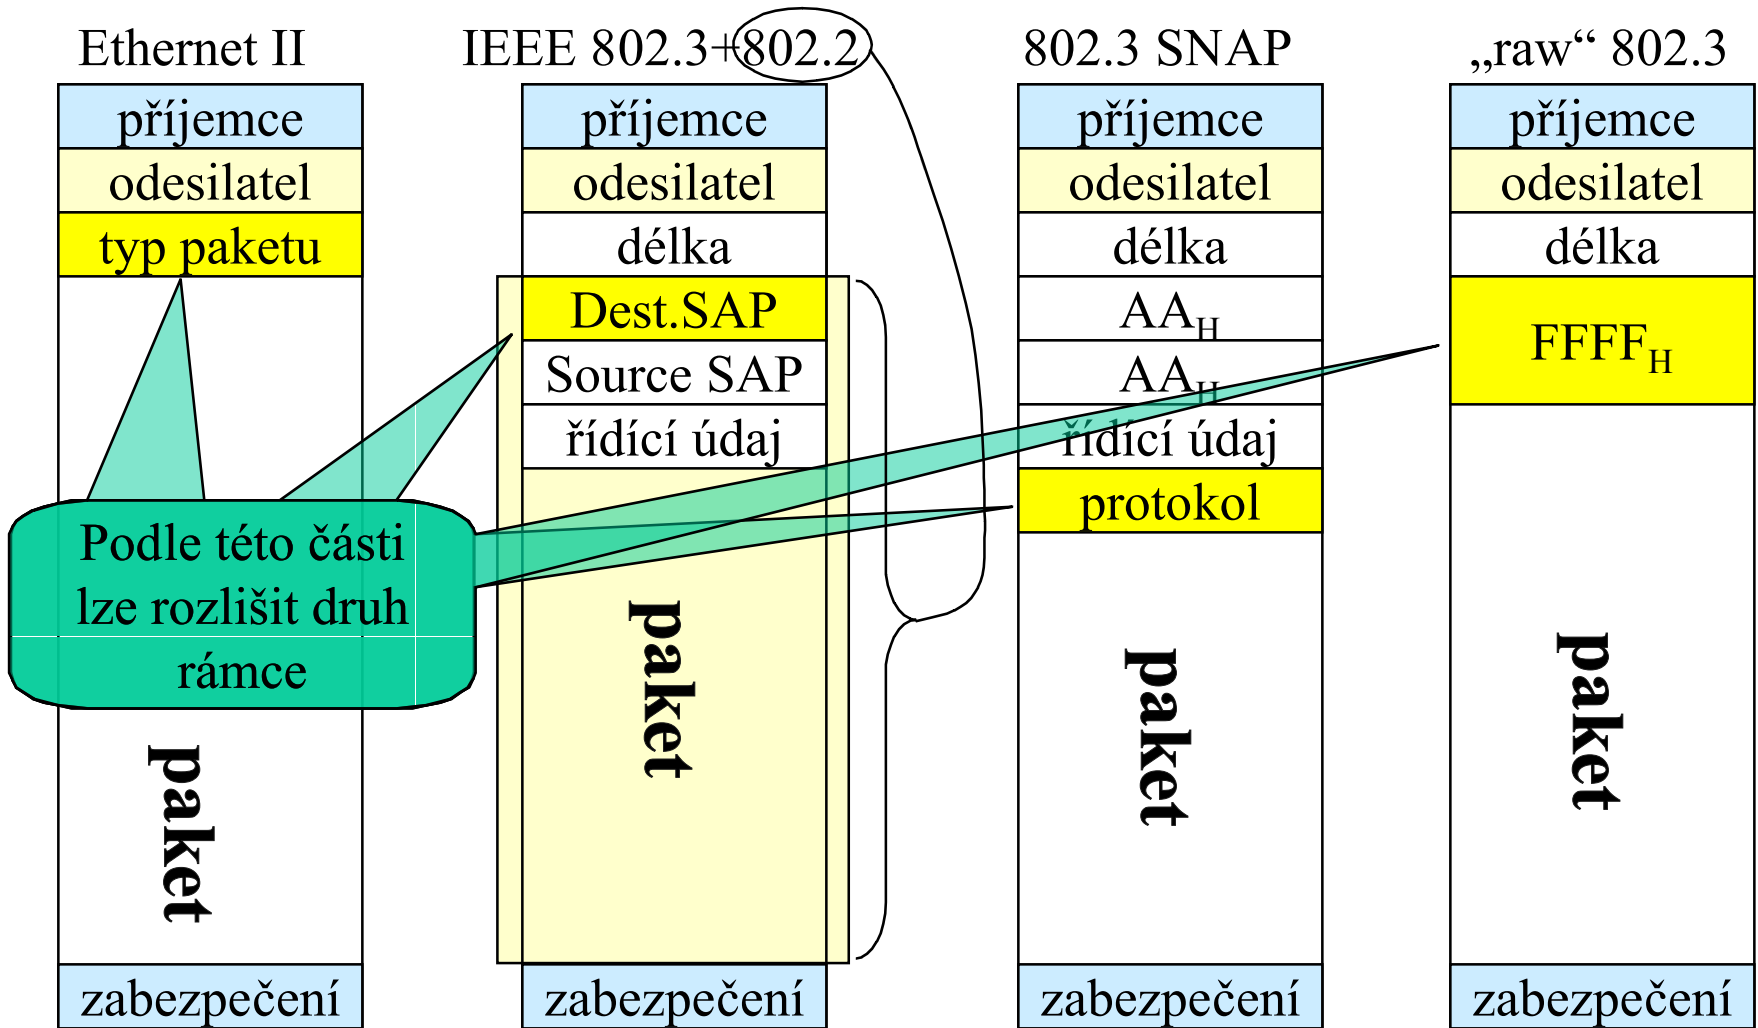 Ethernet II
příjemce
odesilatel
typ paketu
paket
zabezpečení
IEEE 802.3+802.2
příjemce
odesilatel
délka
Dest.SAP
Source SAP
řídící údaj
paket
zabezpečení
802.3 SNAP
příjemce
odesilatel
délka
AAH
AAH
řídící údaj
protokol
paket
zabezpečení
„raw“ 802.3
příjemce
odesilatel
délka
FFFFH
paket
zabezpečení
Podle této části
lze rozlišit druh
rámce